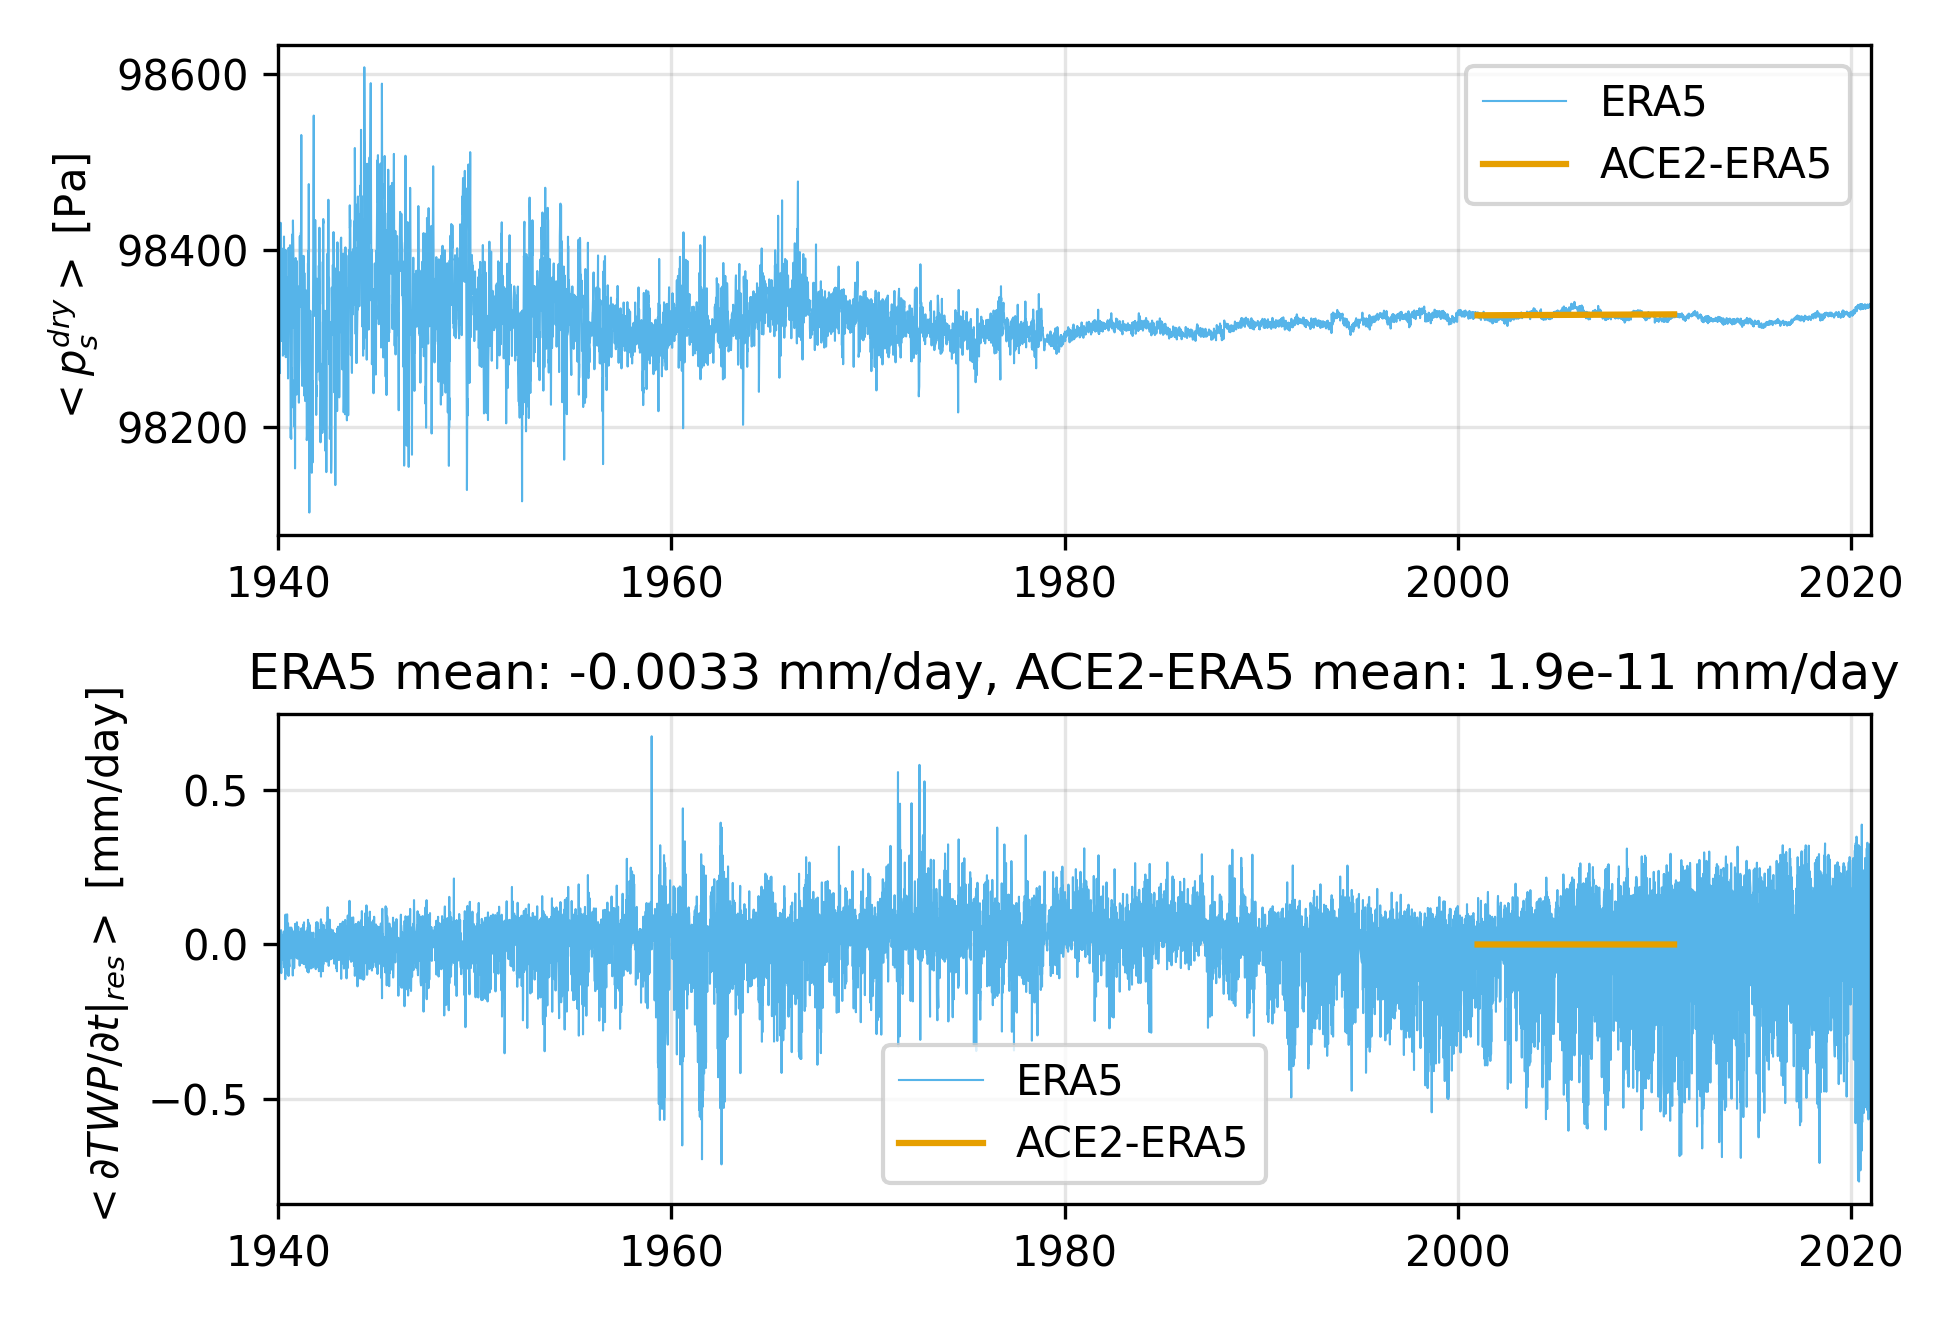 < p_s^{dry} > [Pa]
98600
98400
98200
ERA5
ACE2-ERA5
1940 1960 1980 2000 2020
ERA5 mean: -0.0033 mm/day, ACE2-ERA5 mean: 1.9e-11 mm/day
< ∂TWP/∂t|_{res} > [mm/day]
0.5
0.0
−0.5
ERA5
ACE2-ERA5
1940 1960 1980 2000 2020